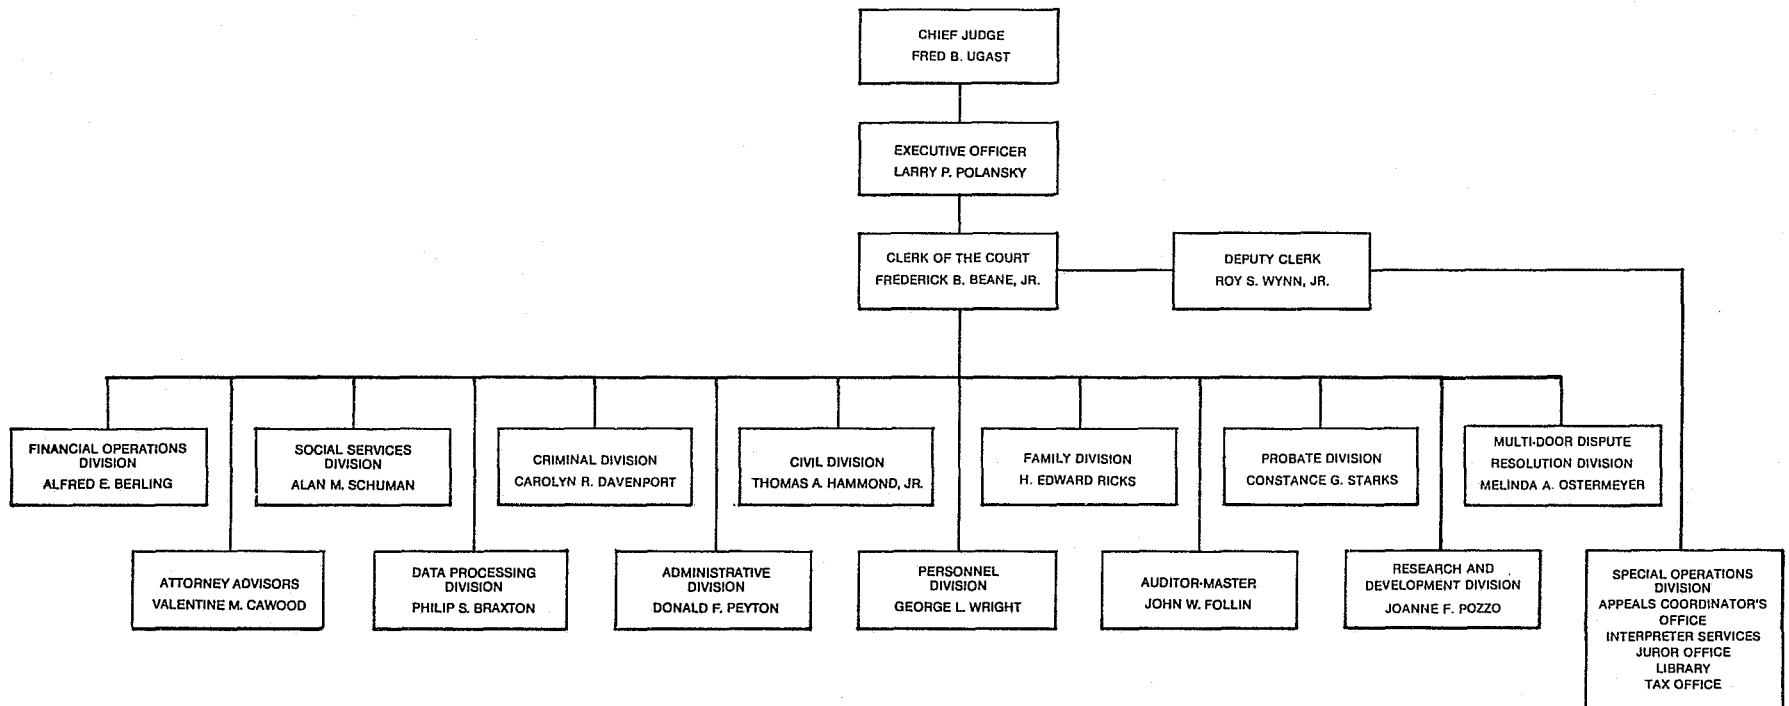 CHIEF JUDGE
FRED B. UGAST
EXECUTIVE OFFICER
LARRY P. POLANSKY
CLERK OF THE COURT
FREDERICK B. BEANE, JR.
DEPUTY CLERK
ROY S. WYNN, JR.
FINANCIAL OPERATIONS
DIVISION
ALFRED E. BERLING
SOCIAL SERVICES
DIVISION
ALAN M. SCHUMAN
CRIMINAL DIVISION
CAROLYN R. DAVENPORT
CIVIL DIVISION
THOMAS A. HAMMOND, JR.
FAMILY DIVISION
H. EDWARD RICKS
PROBATE DIVISION
CONSTANCE G. STARKS
MULTI-DOOR DISPUTE
RESOLUTION DIVISION
MELINDA A. OSTERMEYER
ATTORNEY ADVISORS
VALENTINE M. CAWOOD
DATA PROCESSING
DIVISION
PHILIP S. BRAXTON
ADMINISTRATIVE
DIVISION
DONALD F. PEYTON
PERSONNEL
DIVISION
GEORGE L. WRIGHT
AUDITOR-MASTER
JOHN W. FOLLIN
RESEARCH AND
DEVELOPMENT DIVISION
JOANNE F. POZZO
SPECIAL OPERATIONS
DIVISION
APPEALS COORDINATOR'S
OFFICE
INTERPRETER SERVICES
JUROR OFFICE
LIBRARY
TAX OFFICE